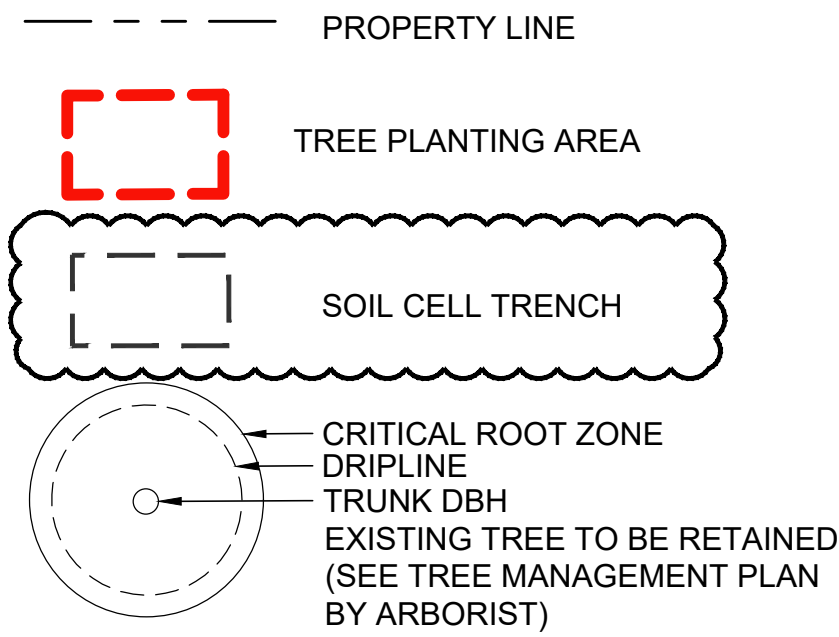 PROPERTY LINE
TREE PLANTING AREA
SOIL CELL TRENCH
CRITICAL ROOT ZONE
DRIPLINE
TRUNK DBH
EXISTING TREE TO BE RETAINED
(SEE TREE MANAGEMENT PLAN
BY ARBORIST)